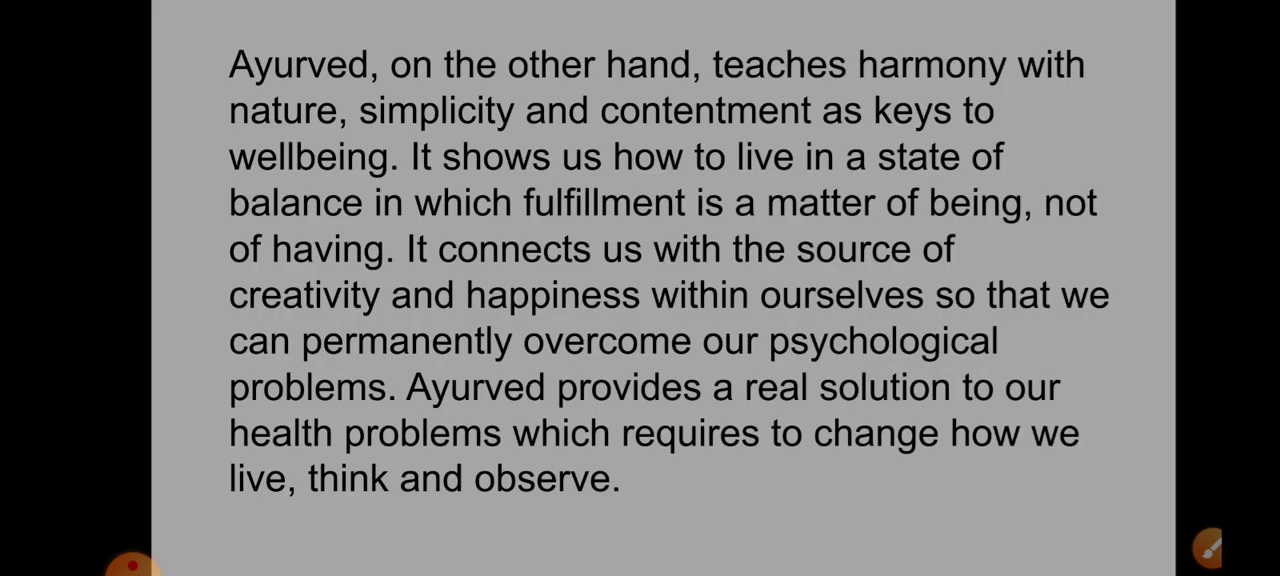 Ayurved, on the other hand, teaches harmony with
nature, simplicity and contentment as keys to
wellbeing. It shows us how to live in a state of
balance in which fulfillment is a matter of being, not
of having. It connects us with the source of
creativity and happiness within ourselves so that we
can permanently overcome our psychological
problems. Ayurved provides a real solution to our
health problems which requires to change how we
live, think and observe.